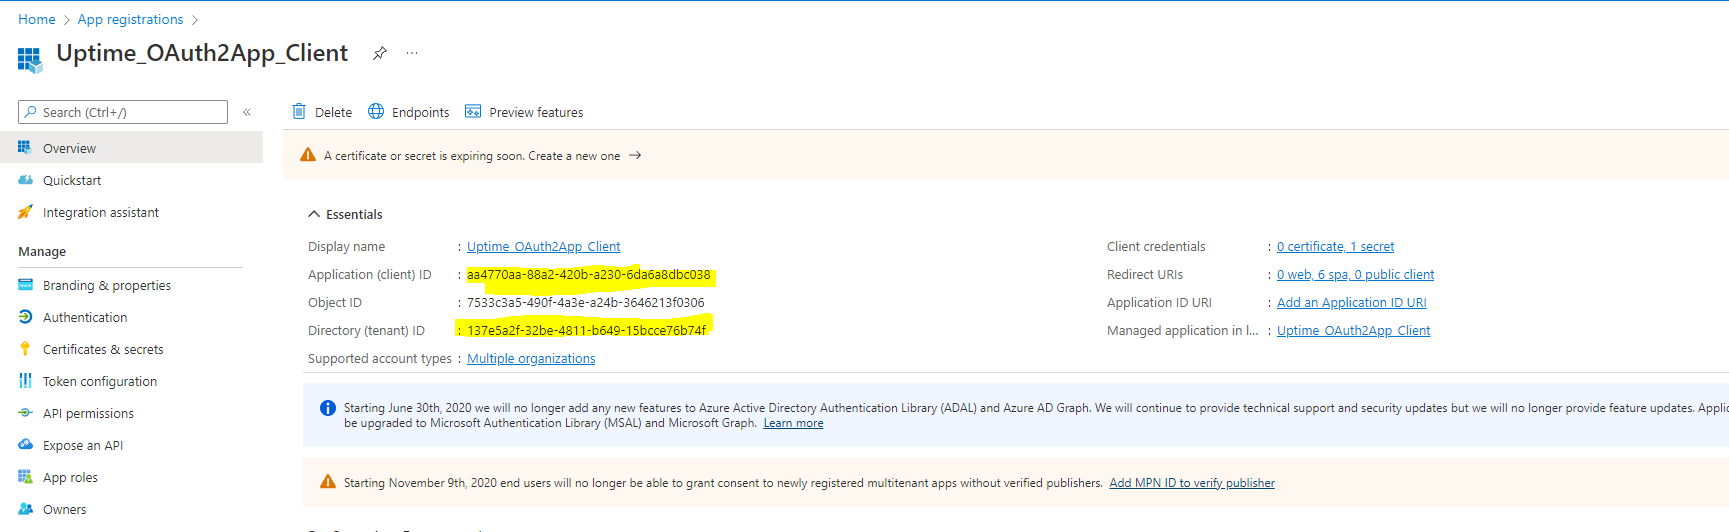 Home > App registrations >
Uptime_OAuth2App_Client
Search (Ctrl+/)
Delete Endpoints Preview features
Overview
A certificate or secret is expiring soon. Create a new one →
Quickstart
Integration assistant
Essentials
Manage
Display name : Uptime_OAuth2App_Client
Client credentials : 0 certificate, 1 secret
Application (client) ID : aa4770aa-88a2-420b-a230-6da6a8dbc038
Redirect URIs : 0 web, 6 spa, 0 public client
Branding & properties
Object ID : 7533c3a5-490f-4a3e-a24b-3646213f0306
Application ID URI : Add an Application ID URI
Authentication
Directory (tenant) ID : 137e5a2f-32be-4811-b649-15bcce76b74f
Managed application in l... : Uptime_OAuth2App_Client
Certificates & secrets
Supported account types : Multiple organizations
Token configuration
API permissions
Starting June 30th, 2020 we will no longer add any new features to Azure Active Directory Authentication Library (ADAL) and Azure AD Graph. We will continue to provide technical support and security updates but we will no longer provide feature updates. Applic
be upgraded to Microsoft Authentication Library (MSAL) and Microsoft Graph. Learn more
Expose an API
App roles
Starting November 9th, 2020 end users will no longer be able to grant consent to newly registered multitenant apps without verified publishers. Add MPN ID to verify publisher
Owners